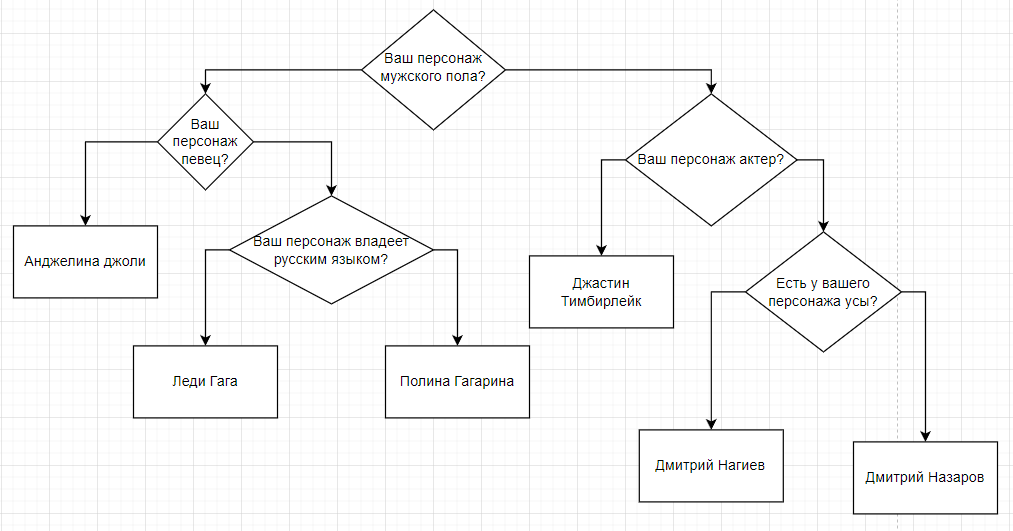 Ваш персонаж
мужского пола?
Ваш
персонаж
певец?
Ваш персонаж актер?
Анджелина джоли
Ваш персонаж владеет
русским языком?
Джастин
Тимбирлейк
Есть у вашего
персонажа усы?
Леди Гага
Полина Гагарина
Дмитрий Нагиев
Дмитрий Назаров